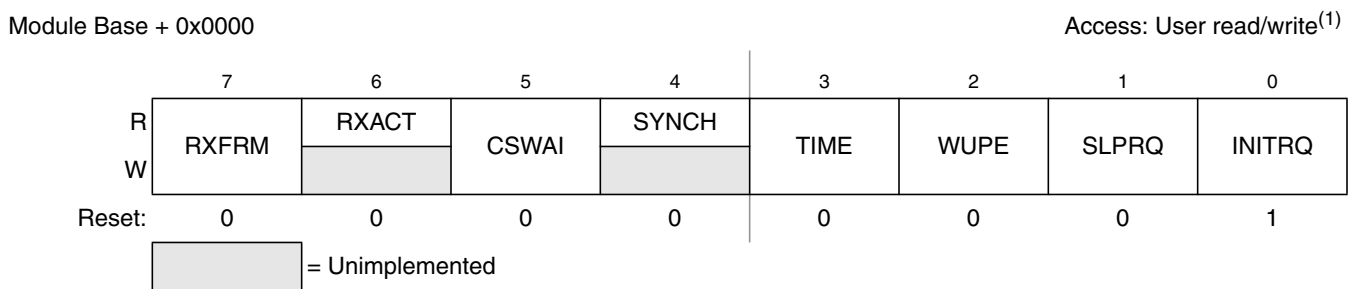 Module Base + 0x0000 Access: User read/write(1)
7 6 5 4 3 2 1 0
R RXFRM RXACT CSWAI SYNCH TIME WUPE SLPRQ INITRQ
W
Reset: 0 0 0 0 0 0 0 1
= Unimplemented